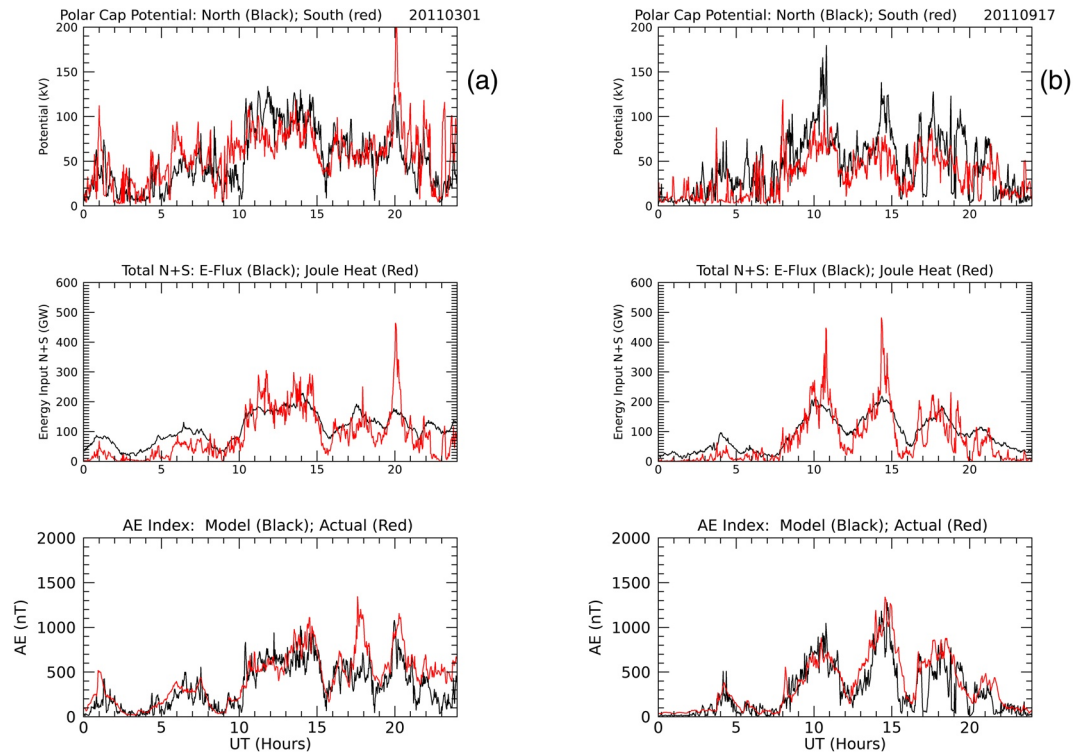 Polar Cap Potential: North (Black); South (red) 20110301
200
150
100
50
0
Potential (kV)
0 5 10 15 20
(a)
Total N+S: E-Flux (Black); Joule Heat (Red)
600
500
400
300
200
100
0
Energy Input N+S (GW)
0 5 10 15 20
AE Index: Model (Black); Actual (Red)
2000
1500
1000
500
0
AE (nT)
0 5 10 15 20
UT (Hours)
Polar Cap Potential: North (Black); South (red) 20110917
200
150
100
50
0
Potential (kV)
0 5 10 15 20
(b)
Total N+S: E-Flux (Black); Joule Heat (Red)
600
500
400
300
200
100
0
Energy Input N+S (GW)
0 5 10 15 20
AE Index: Model (Black); Actual (Red)
2000
1500
1000
500
0
AE (nT)
0 5 10 15 20
UT (Hours)